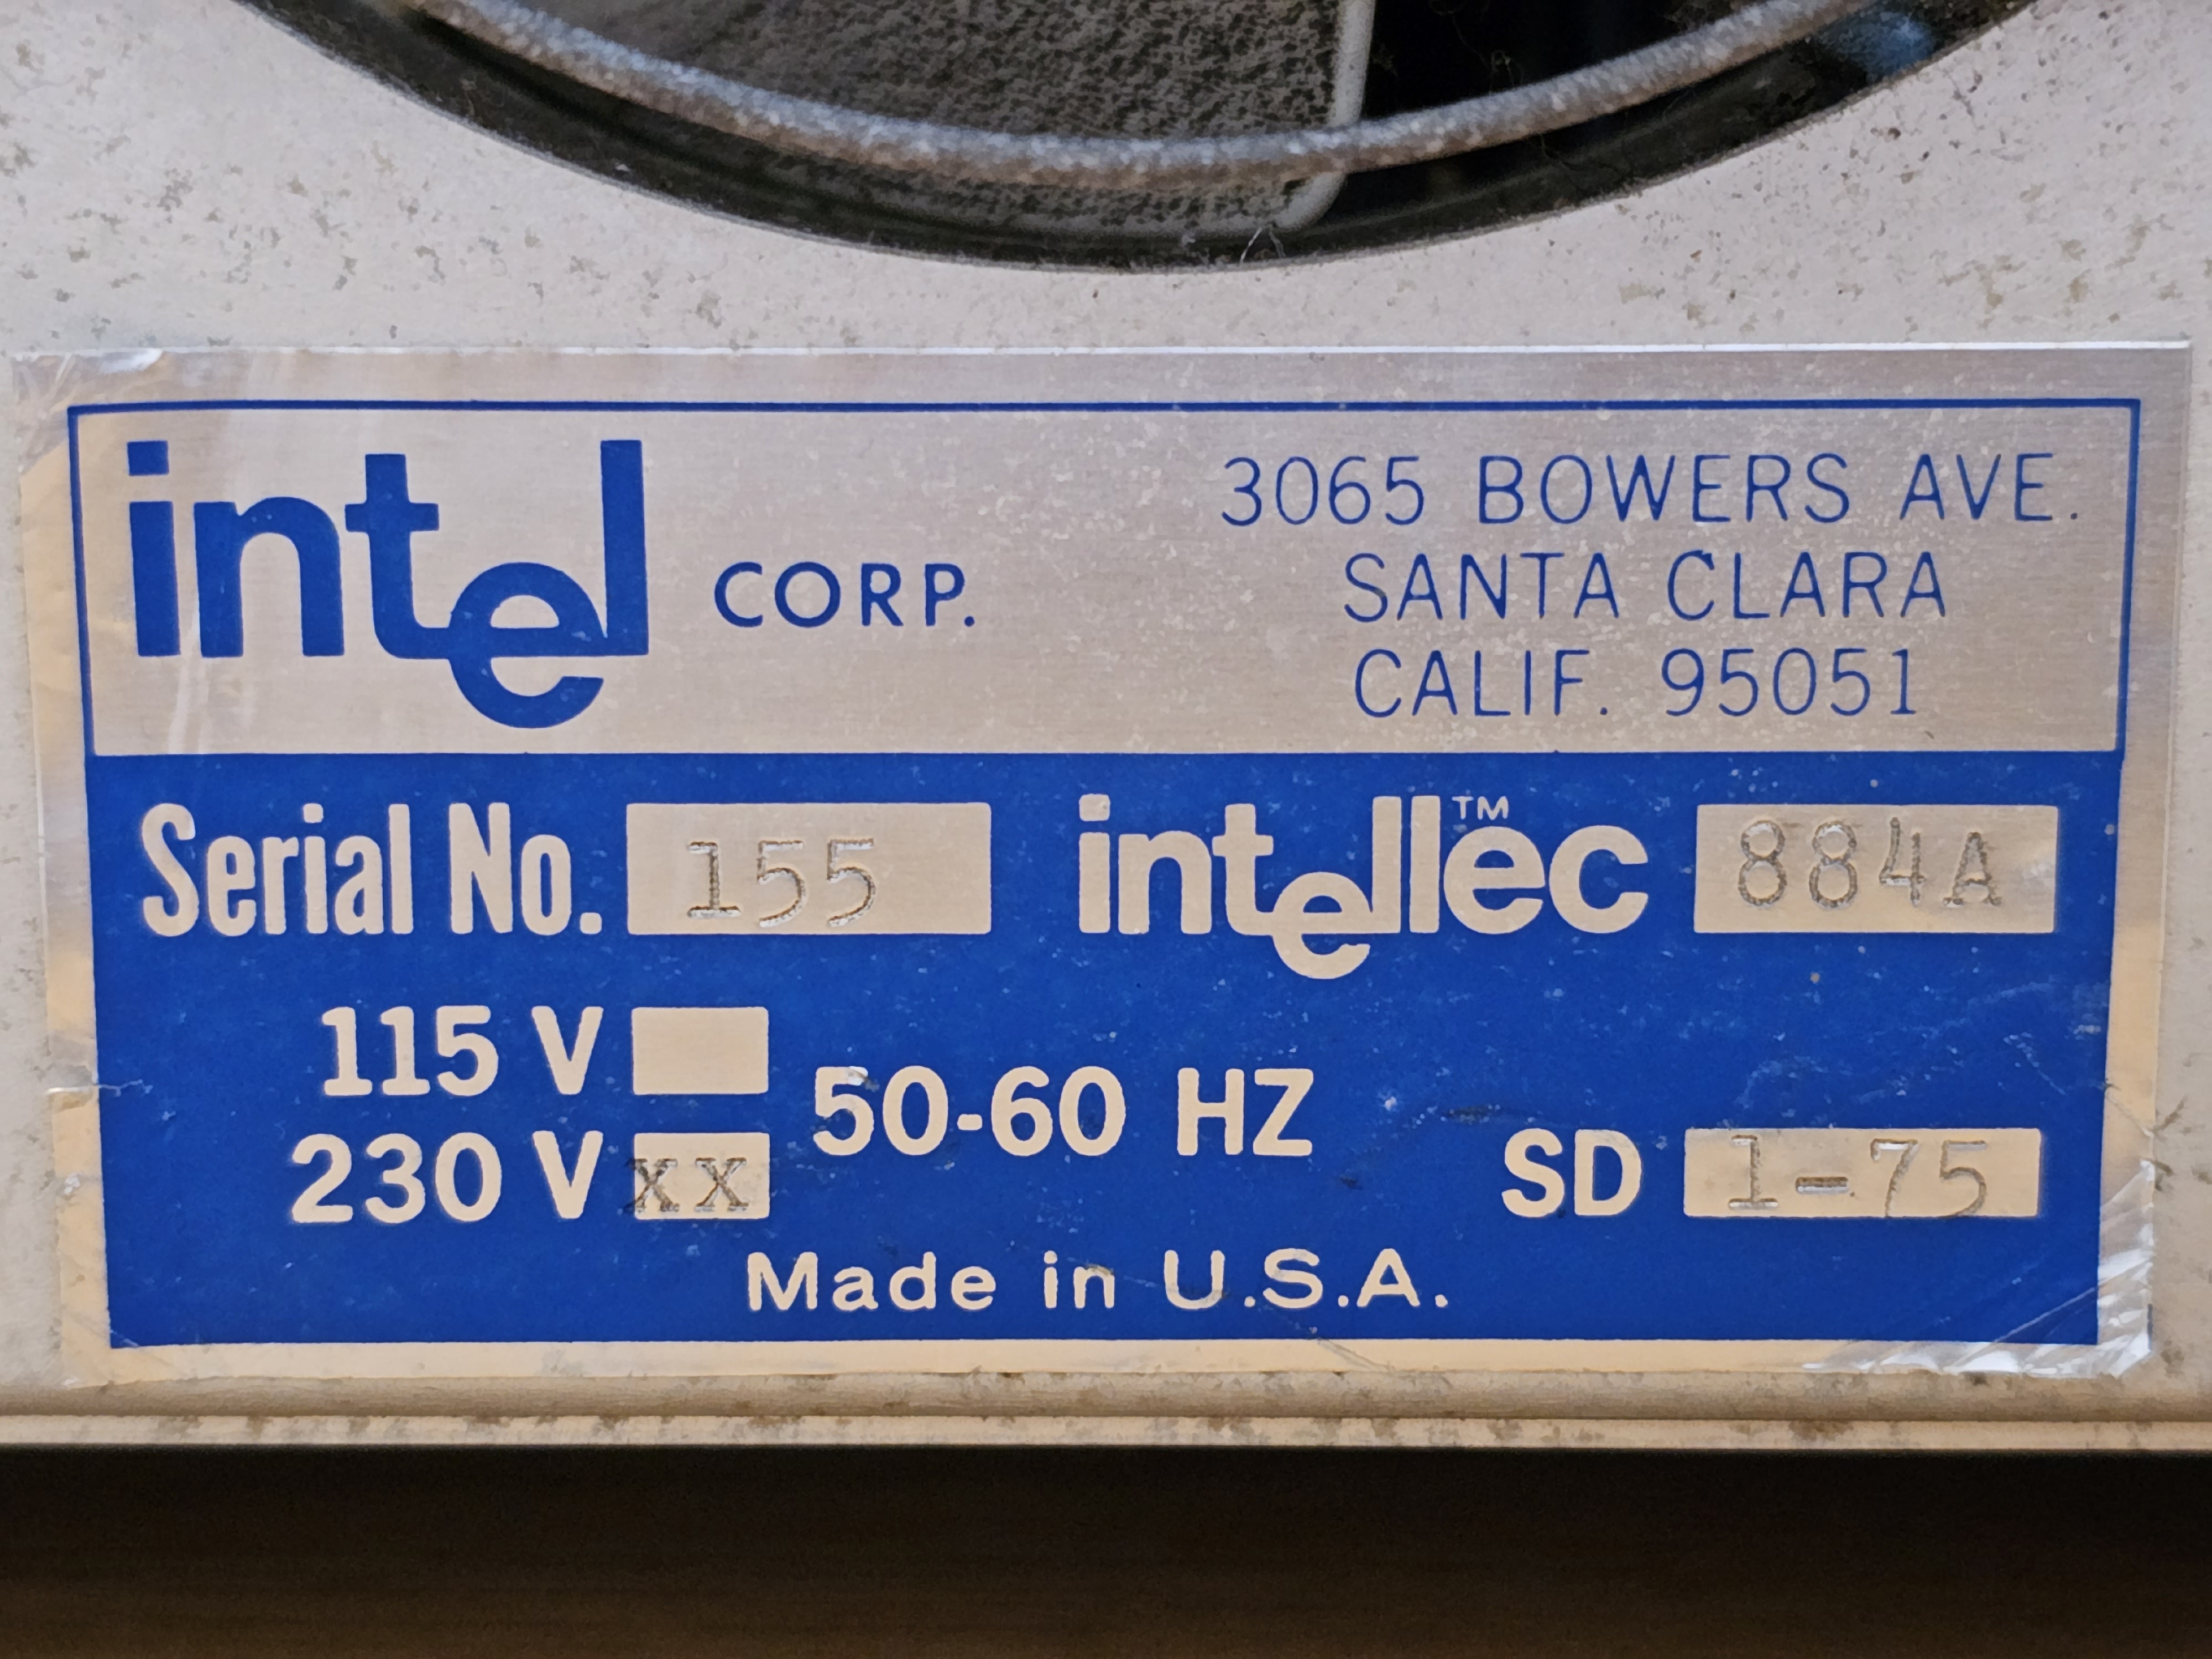 intel CORP.
3065 BOWERS AVE.
SANTA CLARA
CALIF. 95051
Serial No. 155
intellec™ 884A
115 V
230 V XX
50-60 HZ
SD 1-75
Made in U.S.A.